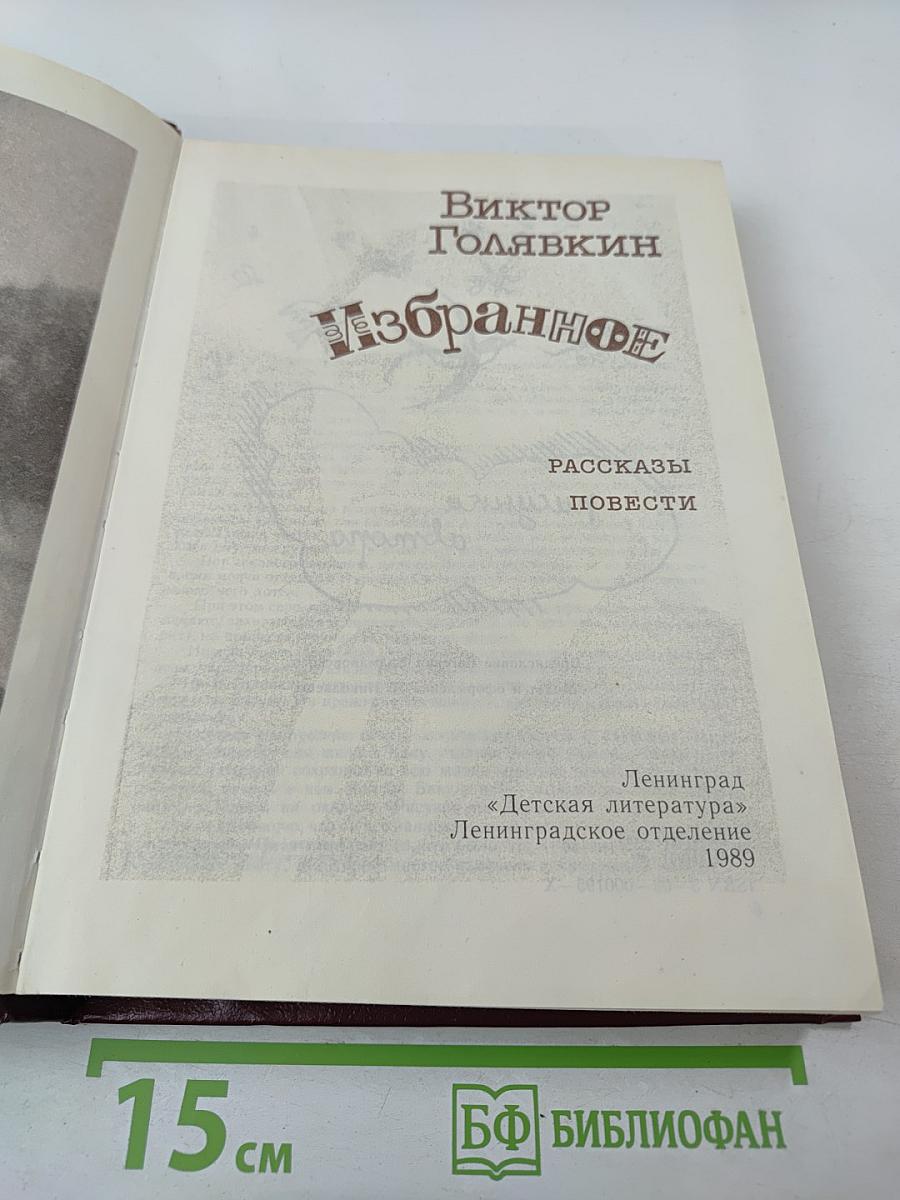 Виктор
Голявкин
Избранное
РАССКАЗЫ
ПОВЕСТИ
Ленинград
«Детская литература»
Ленинградское отделение
1989
15 см
БФ БИБЛИОФАН